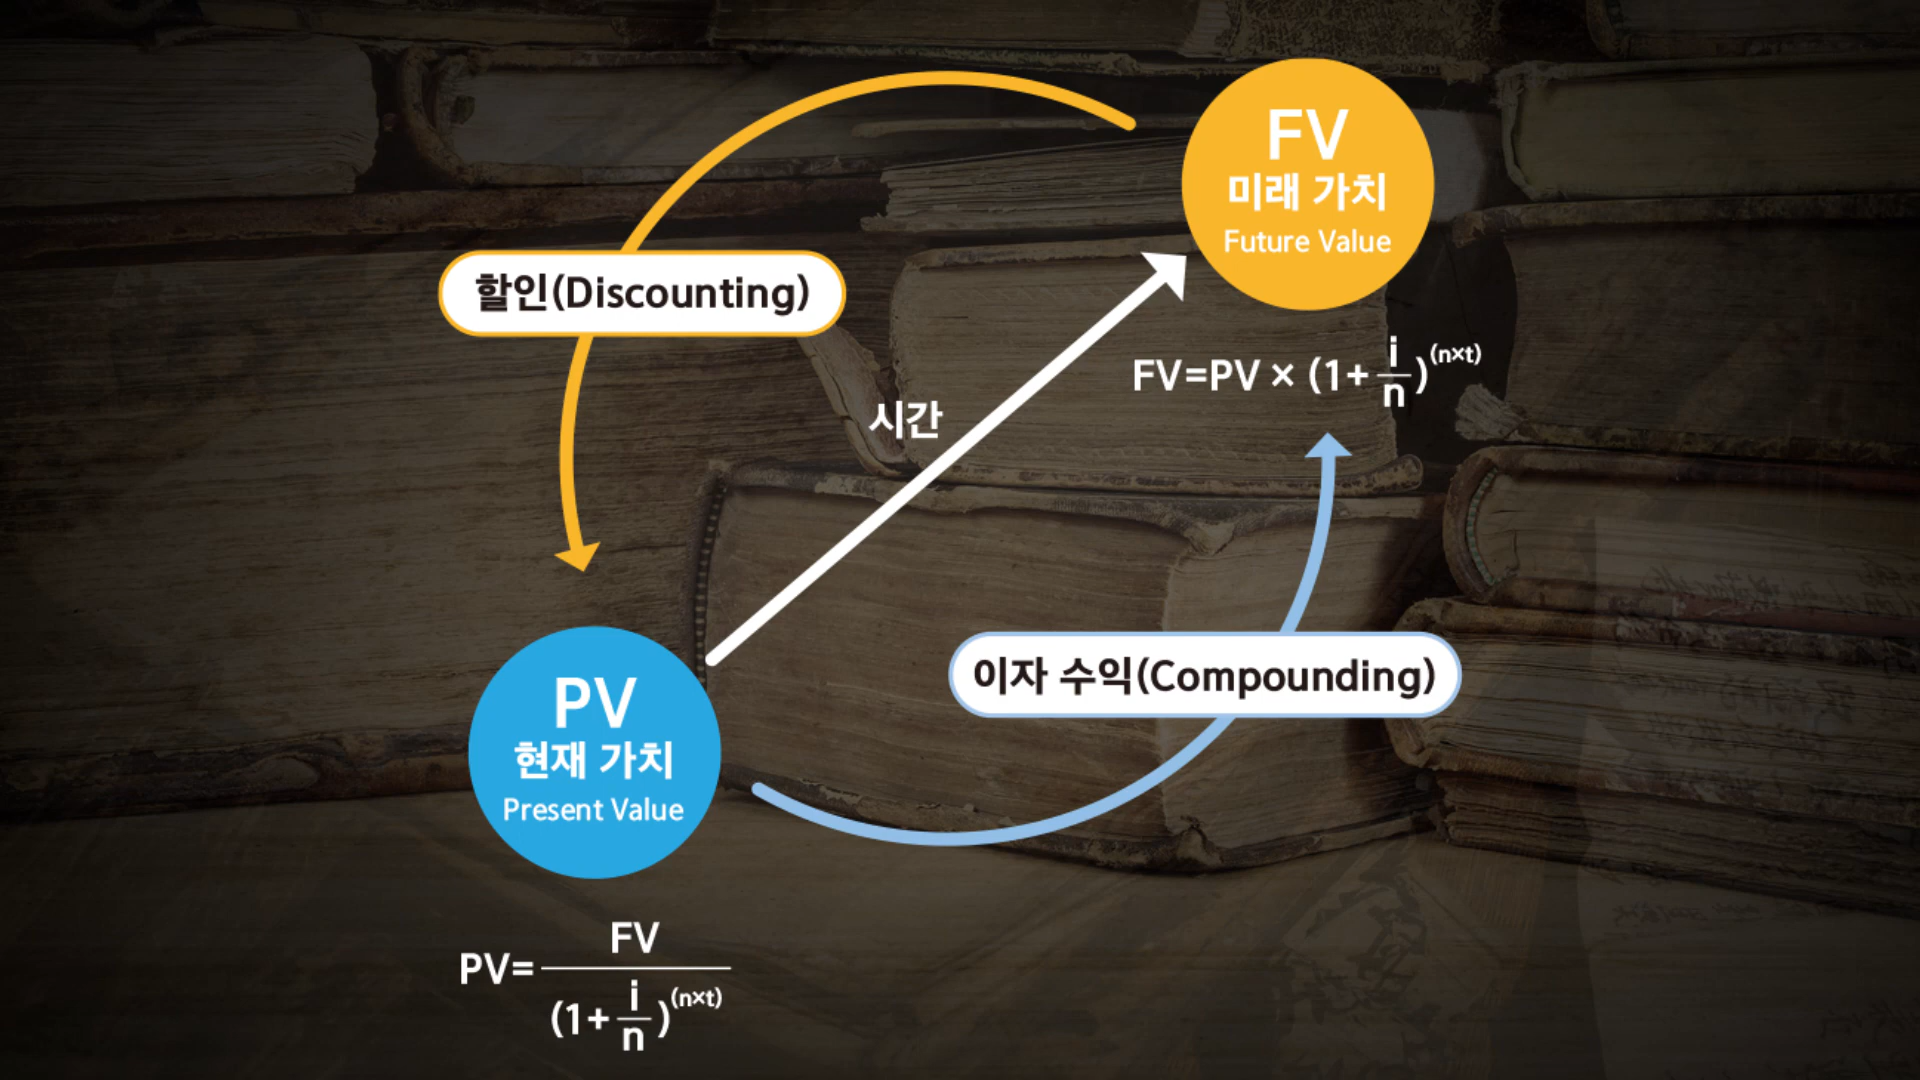 FV
미래 가치
Future Value
할인(Discounting)
FV=PV × (1+ i/n )^(n×t)
시간
이자 수익(Compounding)
PV
현재 가치
Present Value
PV= FV / (1+ i/n )^(n×t)